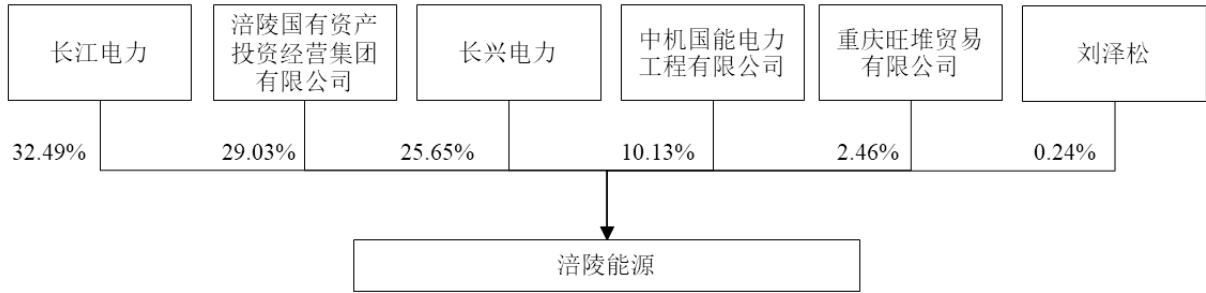 长江电力
涪陵国有资产
投资经营集团
有限公司
长兴电力
中机国能电力
工程有限公司
重庆旺堆贸易
有限公司
刘泽松
32.49%
29.03%
25.65%
10.13%
2.46%
0.24%
涪陵能源